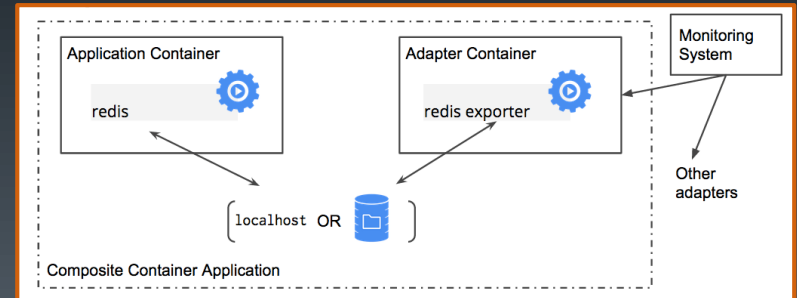 Application Container
redis
Adapter Container
redis exporter
Monitoring
System
Other
adapters
localhost OR
Composite Container Application